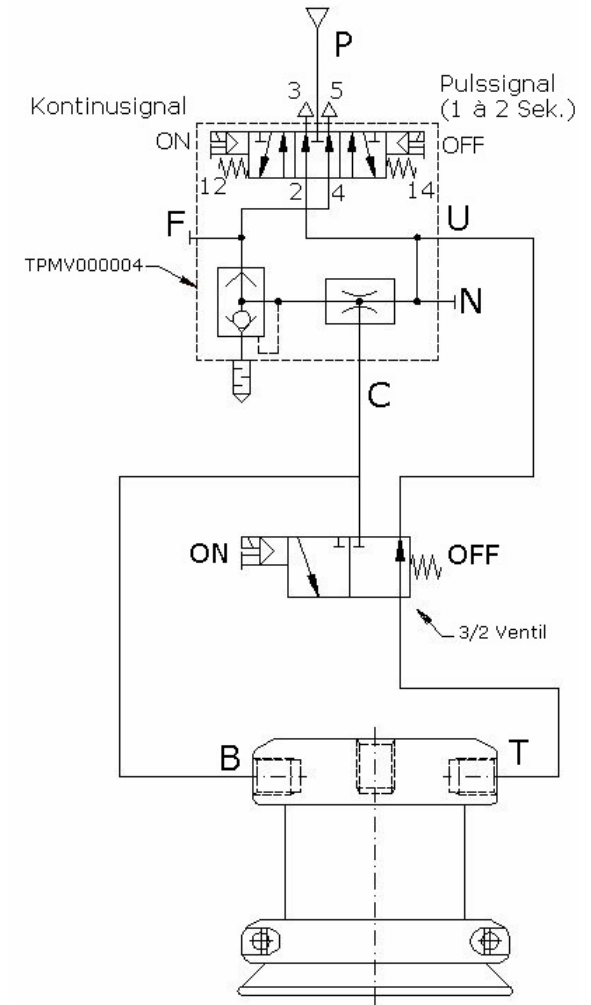 P
3 5
Kontinusignal
Pulssignal
(1 à 2 Sek.)
ON
OFF
12
2 4
14
F
U
TPMV000004
N
C
ON
OFF
3/2 Ventil
B
T